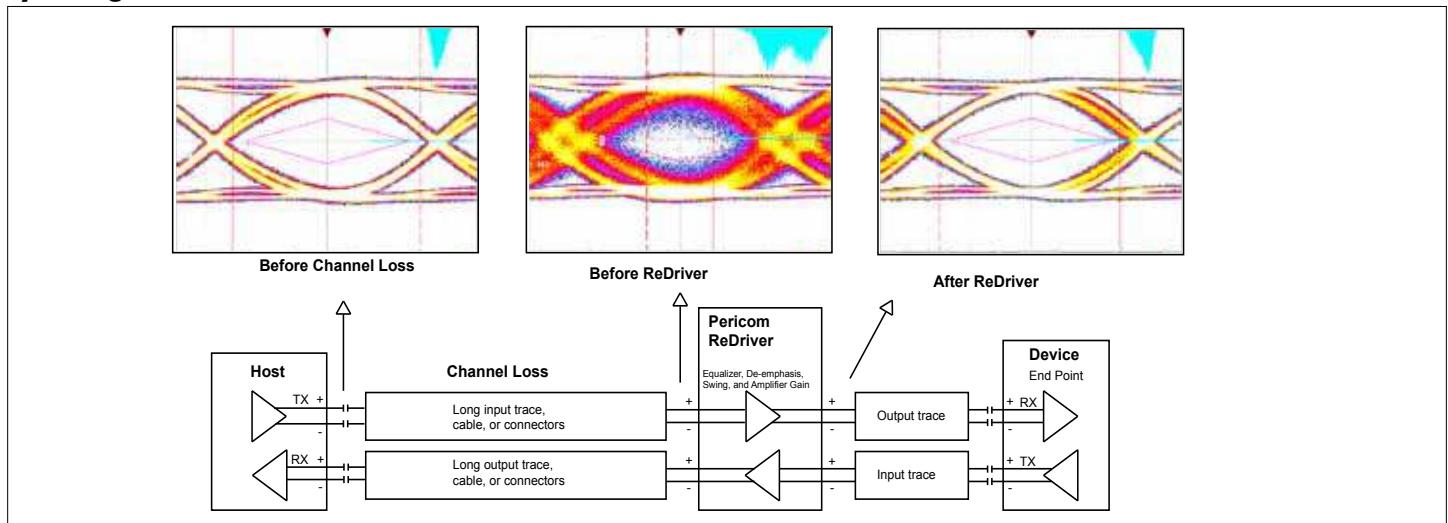 Before Channel Loss
Before ReDriver
After ReDriver
Pericom
ReDriver
Equalizer, De-emphasis,
Swing, and Amplifier Gain
Host
Channel Loss
Device
End Point
TX +
-
Long input trace,
cable, or connectors
+
-
+
-
Output trace
+ RX
-
RX +
-
Long output trace,
cable, or connectors
+
-
+
-
Input trace
+ TX
-